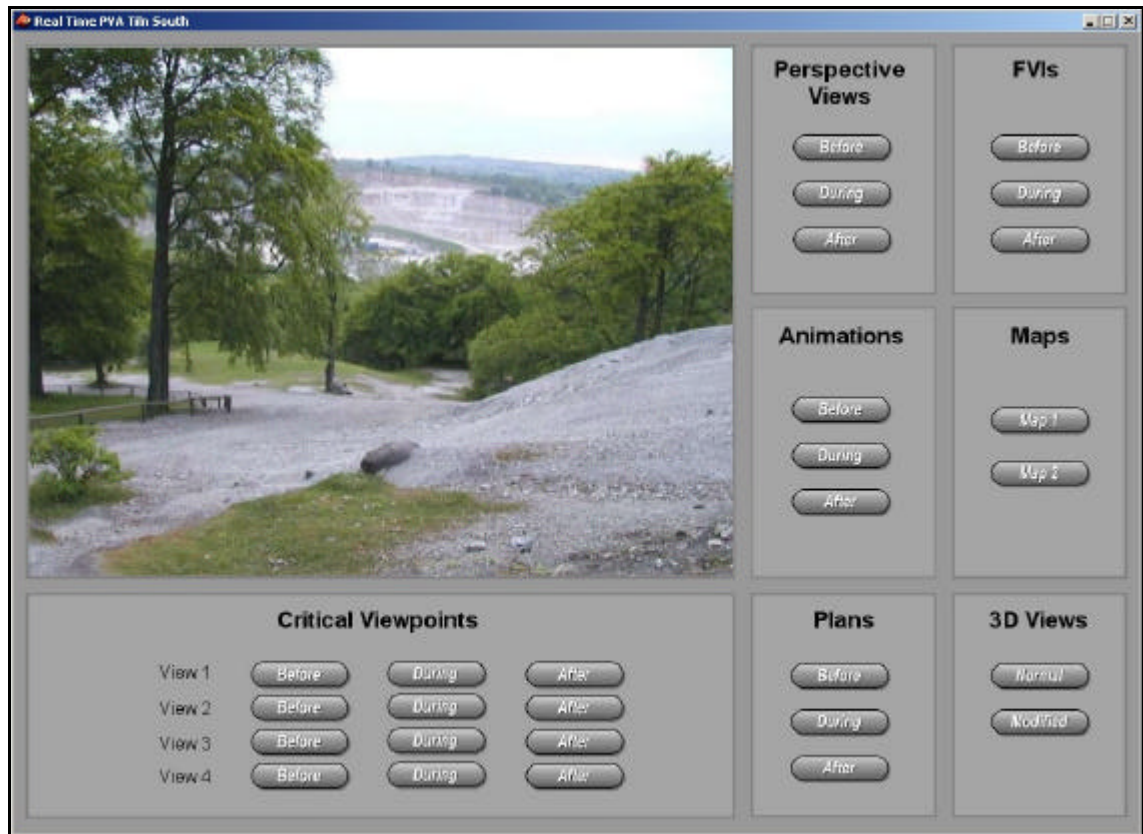 Real Time PVA Tiln South
Perspective
Views
Before
During
After
FVIs
Before
During
After
Animations
Before
During
After
Maps
Map 1
Map 2
Critical Viewpoints
View 1 Before During After
View 2 Before During After
View 3 Before During After
View 4 Before During After
Plans
Before
During
After
3D Views
Normal
Modified